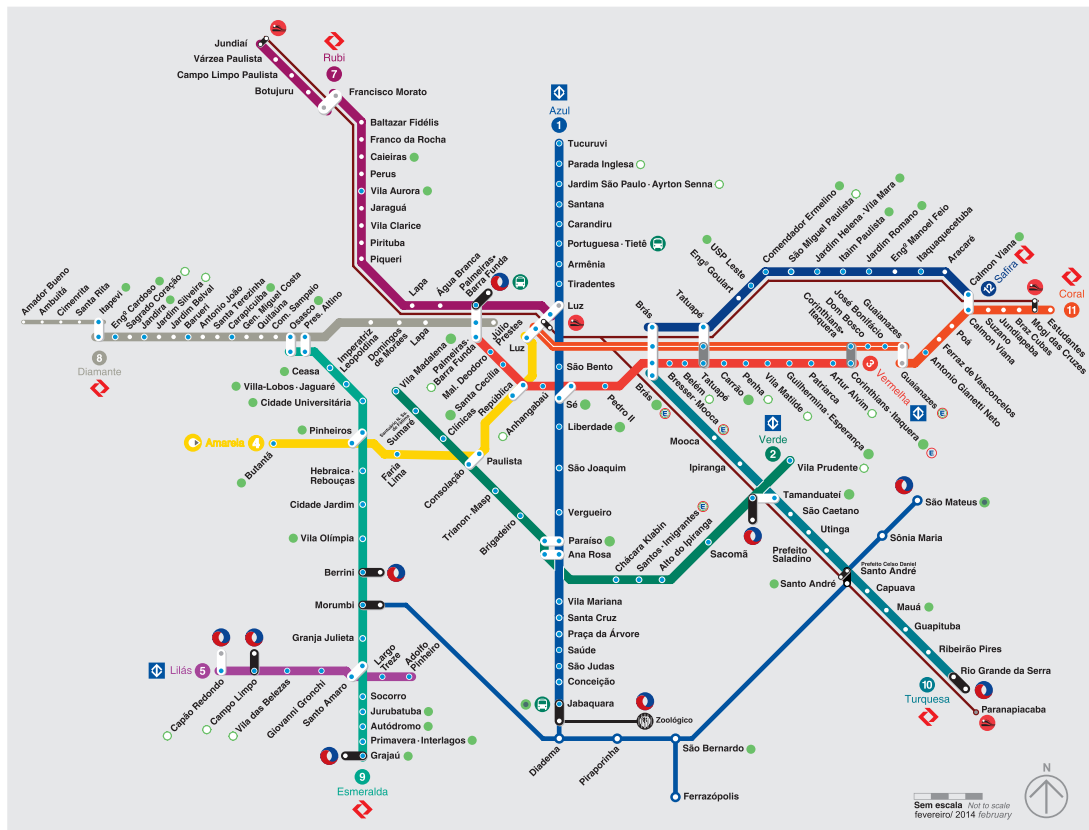 Jundiaí
Várzea Paulista
Campo Limpo Paulista
Botujuru
Rubi
7
Francisco Morato
Baltazar Fidélis
Franco da Rocha
Caieiras
Perus
Vila Aurora
Jaraguá
Vila Clarice
Pirituba
Piqueri
Lapa
Água Branca
Palmeiras-
Barra Funda
Azul
1
Tucuruvi
Parada Inglesa
Jardim São Paulo · Ayrton Senna
Santana
Carandiru
Portuguesa · Tietê
Armênia
Tiradentes
Luz
São Bento
Sé
Liberdade
São Joaquim
Vergueiro
Paraíso
Ana Rosa
Vila Mariana
Santa Cruz
Praça da Árvore
Saúde
São Judas
Conceição
Jabaquara
Zoológico
Amador Bueno
Ambuitá
Cimenrita
Santa Rita
Itapevi
Engº Cardoso
Sagrado Coração
Jandira
Jardim Silveira
Jardim Belval
Barueri
Antonio João
Santa Terezinha
Carapicuíba
Gen. Miguel Costa
Quitaúna
Com. Sampaio
Osasco
Pres. Altino
Imperatriz
Leopoldina
Domingos
de Moraes
Lapa
Júlio
Prestes
8
Diamante
Ceasa
Villa-Lobos · Jaguaré
Cidade Universitária
Pinheiros
Hebraica ·
Rebouças
Cidade Jardim
Vila Olímpia
Berrini
Morumbi
Granja Julieta
Largo
Treze
Adolfo
Pinheiro
Santo Amaro
Socorro
Jurubatuba
Autódromo
Primavera · Interlagos
Grajaú
9
Esmeralda
Lilás
5
Capão Redondo
Campo Limpo
Vila das Belezas
Giovanni Gronchi
Amarela
4
Butantã
Faria
Lima
Paulista
República
Luz
Vila Madalena
Santuário N. Sra.
de Fátima
Sumaré
Clínicas
Consolação
Trianon · Masp
Brigadeiro
Chácara Klabin
Santos · Imigrantes
Alto do Ipiranga
Sacomã
Tamanduateí
Vila Prudente
Verde
2
Palmeiras-
Barra Funda
Mal. Deodoro
Santa Cecília
Anhangabaú
Pedro II
Brás
Bresser · Mooca
Belém
Tatuapé
Carrão
Penha
Vila Matilde
Guilhermina · Esperança
Patriarca
Artur Alvim
Corinthians · Itaquera
3
Vermelha
Brás
Tatuapé
Engº Goulart
USP Leste
Comendador Ermelino
São Miguel Paulista
Jardim Helena · Vila Mara
Itaim Paulista
Jardim Romano
Engº Manoel Feio
Itaquaquecetuba
Aracaré
Calmon Viana
12
Safira
Corinthians
Itaquera
Dom Bosco
José Bonifácio
Guaianazes
Guaianazes
Antonio Gianetti Neto
Ferraz de Vasconcelos
Poá
Calmon Viana
Suzano
Jundiapeba
Braz Cubas
Mogi das Cruzes
Estudantes
Coral
11
Mooca
Ipiranga
São Caetano
Utinga
Prefeito
Saladino
Prefeito Celso Daniel
Santo André
Santo André
Capuava
Mauá
Guapituba
Ribeirão Pires
Rio Grande da Serra
Paranapiacaba
10
Turquesa
São Mateus
Sônia Maria
Diadema
Piraporinha
São Bernardo
Ferrazópolis
E
E
E
E
E
N
Sem escala Not to scale
fevereiro/ 2014 february